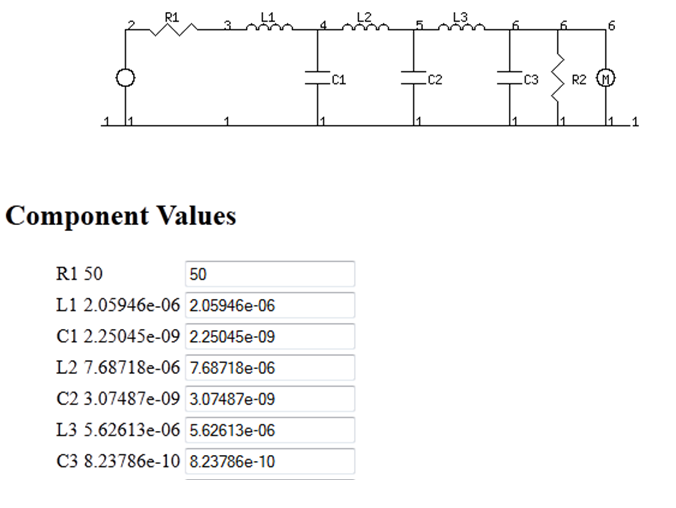 R1 L1 L2 L3
2 3 4 5 6 6 6
C1 C2 C3 R2 M
1 1 1 1 1 1 1 1 1
Component Values
R1 50 50
L1 2.05946e-06 2.05946e-06
C1 2.25045e-09 2.25045e-09
L2 7.68718e-06 7.68718e-06
C2 3.07487e-09 3.07487e-09
L3 5.62613e-06 5.62613e-06
C3 8.23786e-10 8.23786e-10